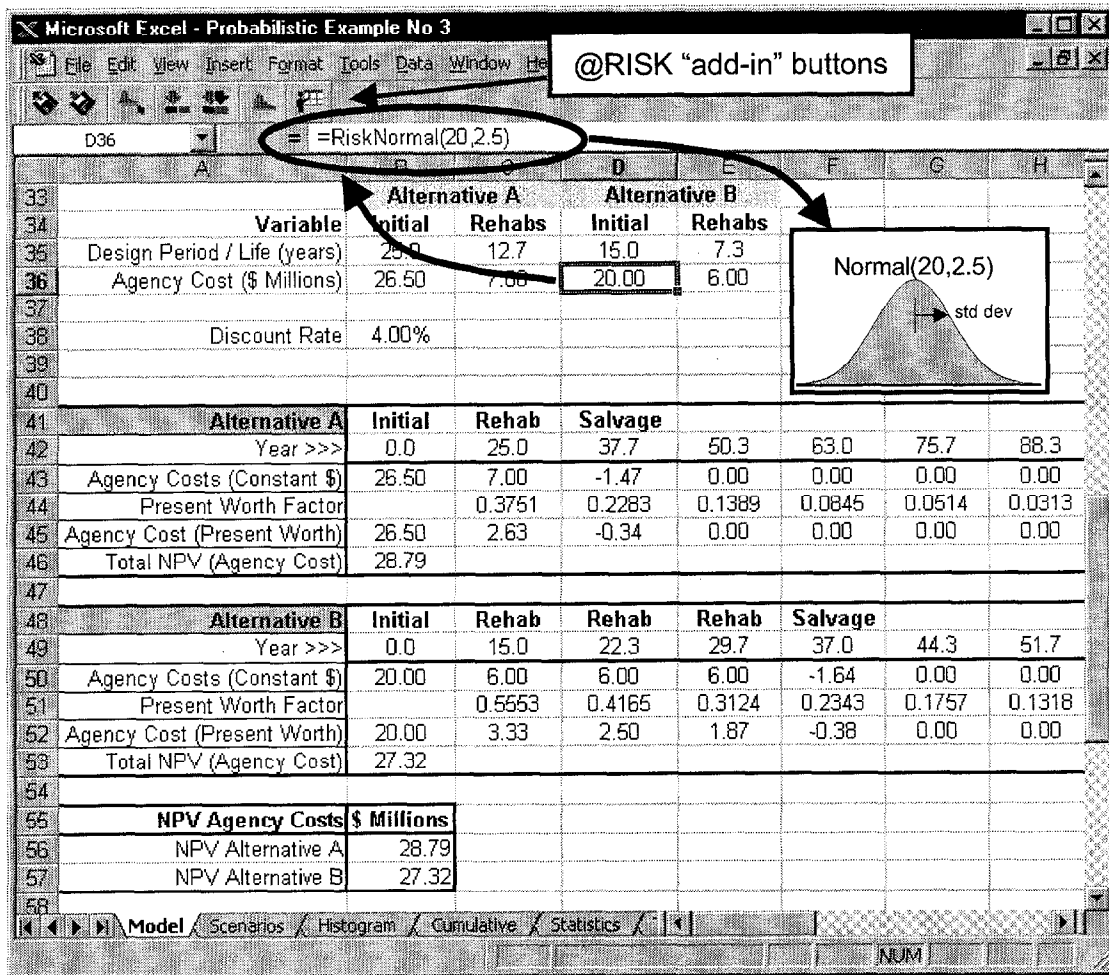 Microsoft Excel - Probabilistic Example No 3
File Edit View Insert Format Tools Data Window He
@RISK "add-in" buttons
D36 = =RiskNormal(20,2.5)
A B C D E F G H
33 Alternative A Alternative B
34 Variable Initial Rehabs Initial Rehabs
35 Design Period / Life (years) 25.0 12.7 15.0 7.3
36 Agency Cost ($ Millions) 26.50 7.00 20.00 6.00
Normal(20,2.5)
std dev
37
38 Discount Rate 4.00%
39
40
41 Alternative A Initial Rehab Salvage
42 Year >>> 0.0 25.0 37.7 50.3 63.0 75.7 88.3
43 Agency Costs (Constant $) 26.50 7.00 -1.47 0.00 0.00 0.00 0.00
44 Present Worth Factor 0.3751 0.2283 0.1389 0.0845 0.0514 0.0313
45 Agency Cost (Present Worth) 26.50 2.63 -0.34 0.00 0.00 0.00 0.00
46 Total NPV (Agency Cost) 28.79
47
48 Alternative B Initial Rehab Rehab Rehab Salvage
49 Year >>> 0.0 15.0 22.3 29.7 37.0 44.3 51.7
50 Agency Costs (Constant $) 20.00 6.00 6.00 6.00 -1.64 0.00 0.00
51 Present Worth Factor 0.5553 0.4165 0.3124 0.2343 0.1757 0.1318
52 Agency Cost (Present Worth) 20.00 3.33 2.50 1.87 -0.38 0.00 0.00
53 Total NPV (Agency Cost) 27.32
54
55 NPV Agency Costs $ Millions
56 NPV Alternative A 28.79
57 NPV Alternative B 27.32
58
Model Scenarios Histogram Cumulative Statistics
NUM